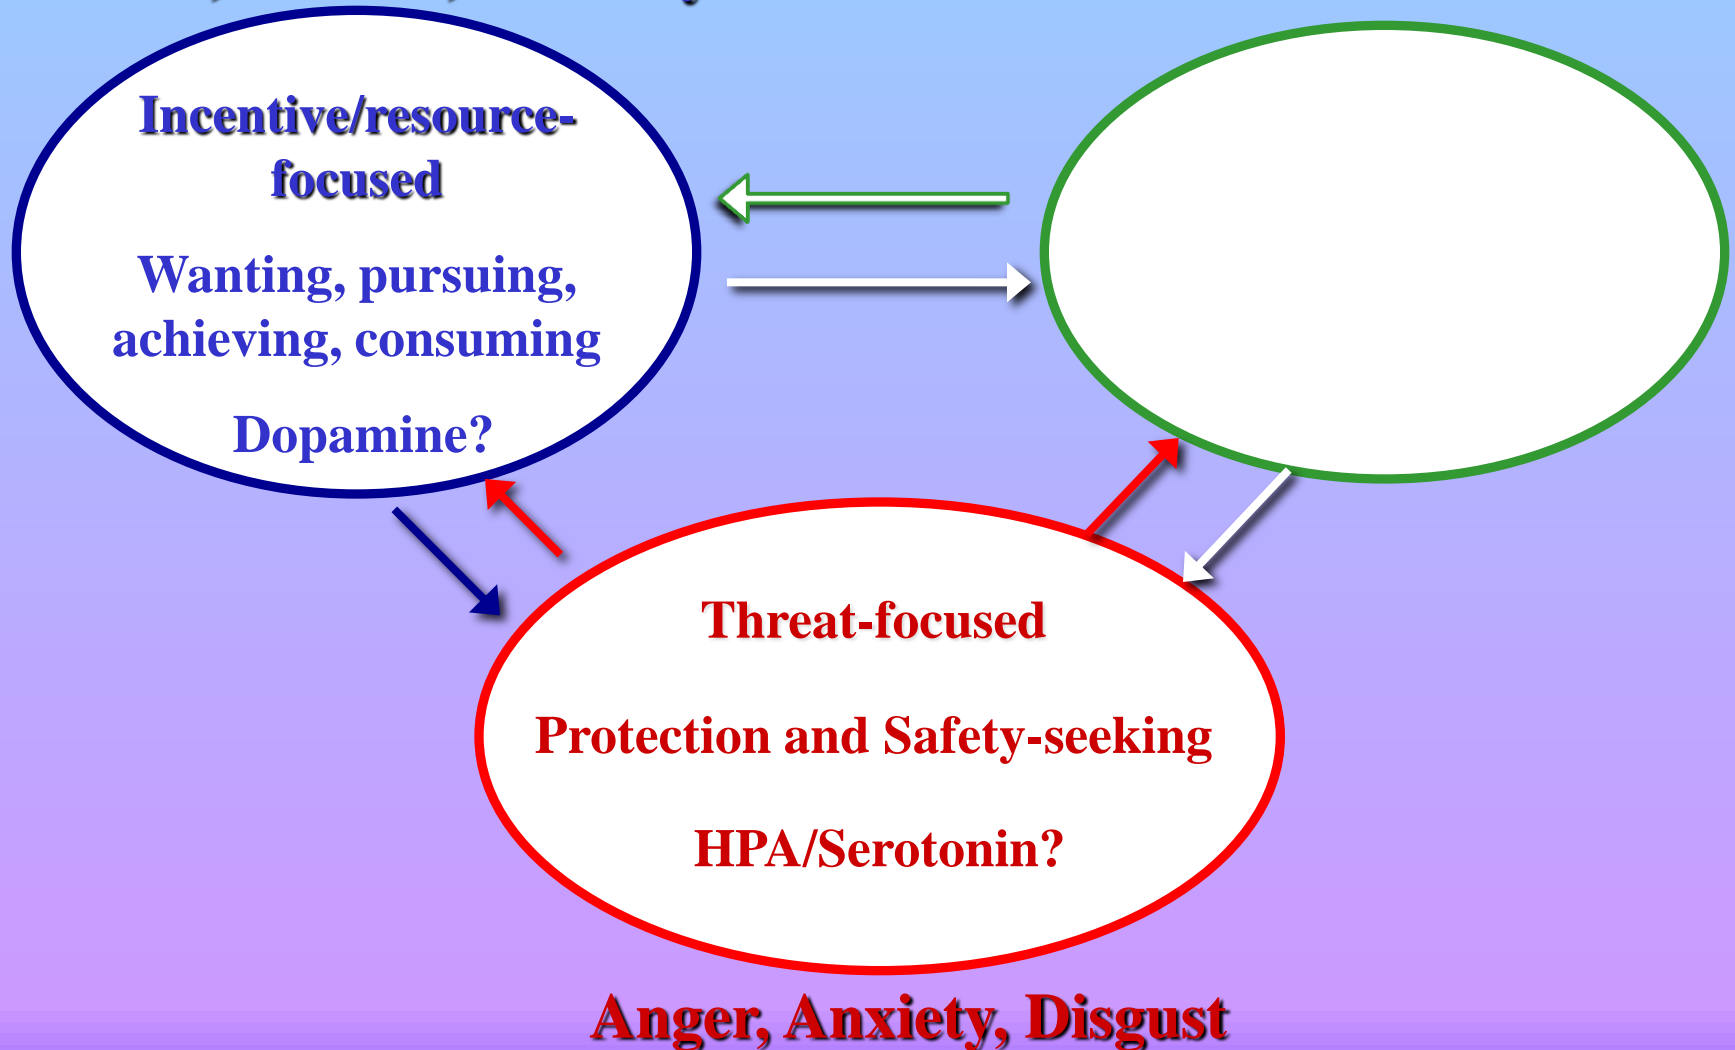 Incentive/resource-
focused
Wanting, pursuing,
achieving, consuming
Dopamine?
Threat-focused
Protection and Safety-seeking
HPA/Serotonin?
Anger, Anxiety, Disgust